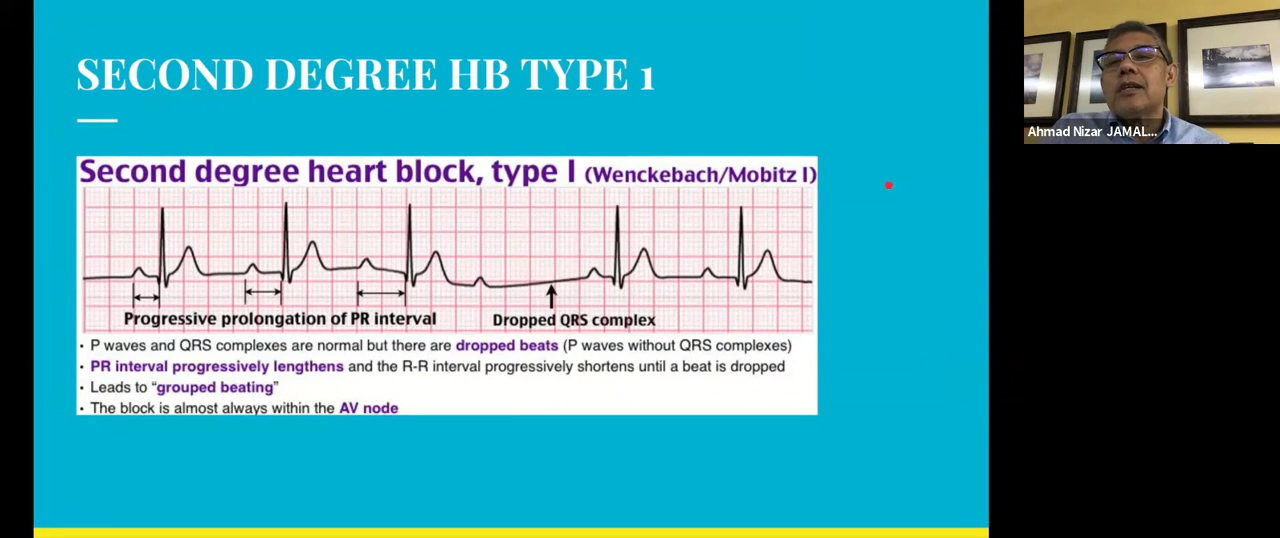 SECOND DEGREE HB TYPE 1
Second degree heart block, type I (Wenckebach/Mobitz I)
Progressive prolongation of PR interval
Dropped QRS complex
• P waves and QRS complexes are normal but there are dropped beats (P waves without QRS complexes)
• PR interval progressively lengthens and the R-R interval progressively shortens until a beat is dropped
• Leads to “grouped beating”
• The block is almost always within the AV node
Ahmad Nizar JAMAL...